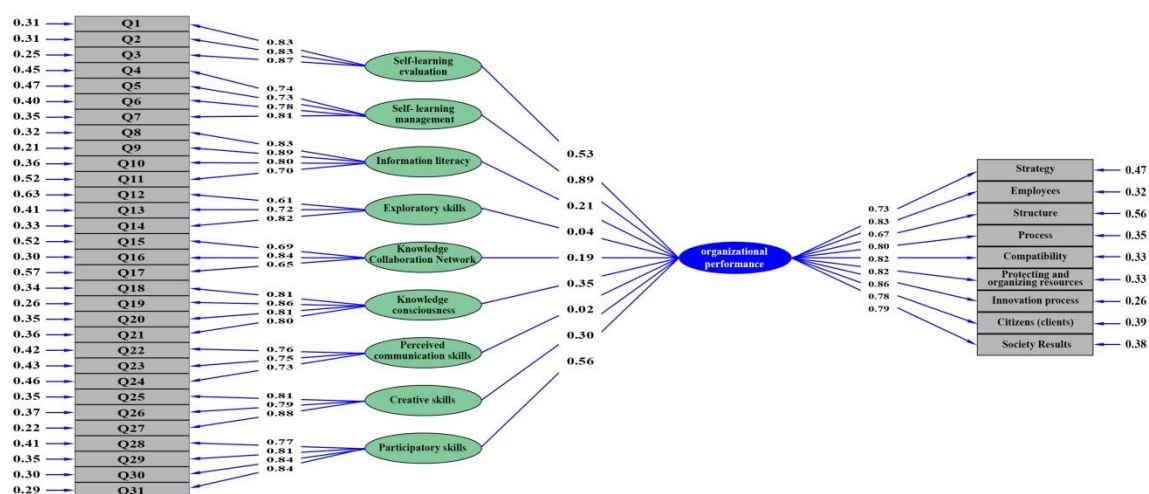 0.31 Q1
0.31 Q2
0.25 Q3
0.45 Q4
0.47 Q5
0.40 Q6
0.35 Q7
0.32 Q8
0.21 Q9
0.36 Q10
0.52 Q11
0.63 Q12
0.41 Q13
0.33 Q14
0.52 Q15
0.30 Q16
0.57 Q17
0.34 Q18
0.26 Q19
0.35 Q20
0.36 Q21
0.42 Q22
0.43 Q23
0.46 Q24
0.35 Q25
0.37 Q26
0.22 Q27
0.41 Q28
0.35 Q29
0.30 Q30
0.29 Q31
0.83
0.83
0.87
0.74
0.73
0.78
0.81
0.83
0.89
0.80
0.70
0.61
0.72
0.82
0.69
0.84
0.65
0.81
0.86
0.81
0.80
0.76
0.75
0.73
0.81
0.79
0.88
0.77
0.81
0.84
0.84
Self-learning
evaluation
Self- learning
management
Information literacy
Exploratory skills
Knowledge
Collaboration Network
Knowledge
consciousness
Perceived
communication skills
Creative skills
Participatory skills
0.53
0.89
0.21
0.04
0.19
0.35
0.02
0.30
0.56
organizational
performance
0.73
0.83
0.67
0.80
0.82
0.82
0.86
0.78
0.79
Strategy 0.47
Employees 0.32
Structure 0.56
Process 0.35
Compatibility 0.33
Protecting and
organizing resources 0.33
Innovation process 0.26
Citizens (clients) 0.39
Society Results 0.38